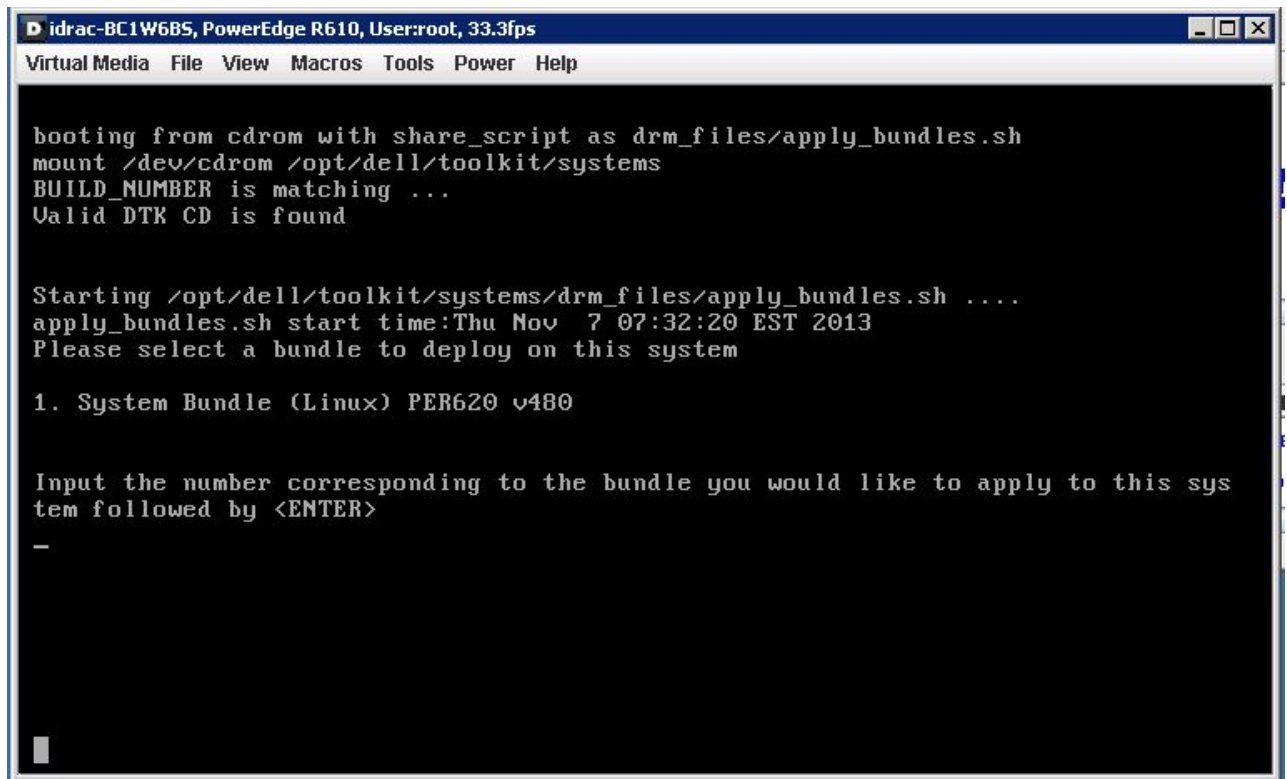 idrac-BC1W6BS, PowerEdge R610, User:root, 33.3fps
Virtual Media File View Macros Tools Power Help
booting from cdrom with share_script as drm_files/apply_bundles.sh
mount /dev/cdrom /opt/dell/toolkit/systems
BUILD_NUMBER is matching ...
Valid DTK CD is found
Starting /opt/dell/toolkit/systems/drm_files/apply_bundles.sh ....
apply_bundles.sh start time:Thu Nov  7 07:32:20 EST 2013
Please select a bundle to deploy on this system
1. System Bundle (Linux) PER620 v480
Input the number corresponding to the bundle you would like to apply to this sys
tem followed by <ENTER>